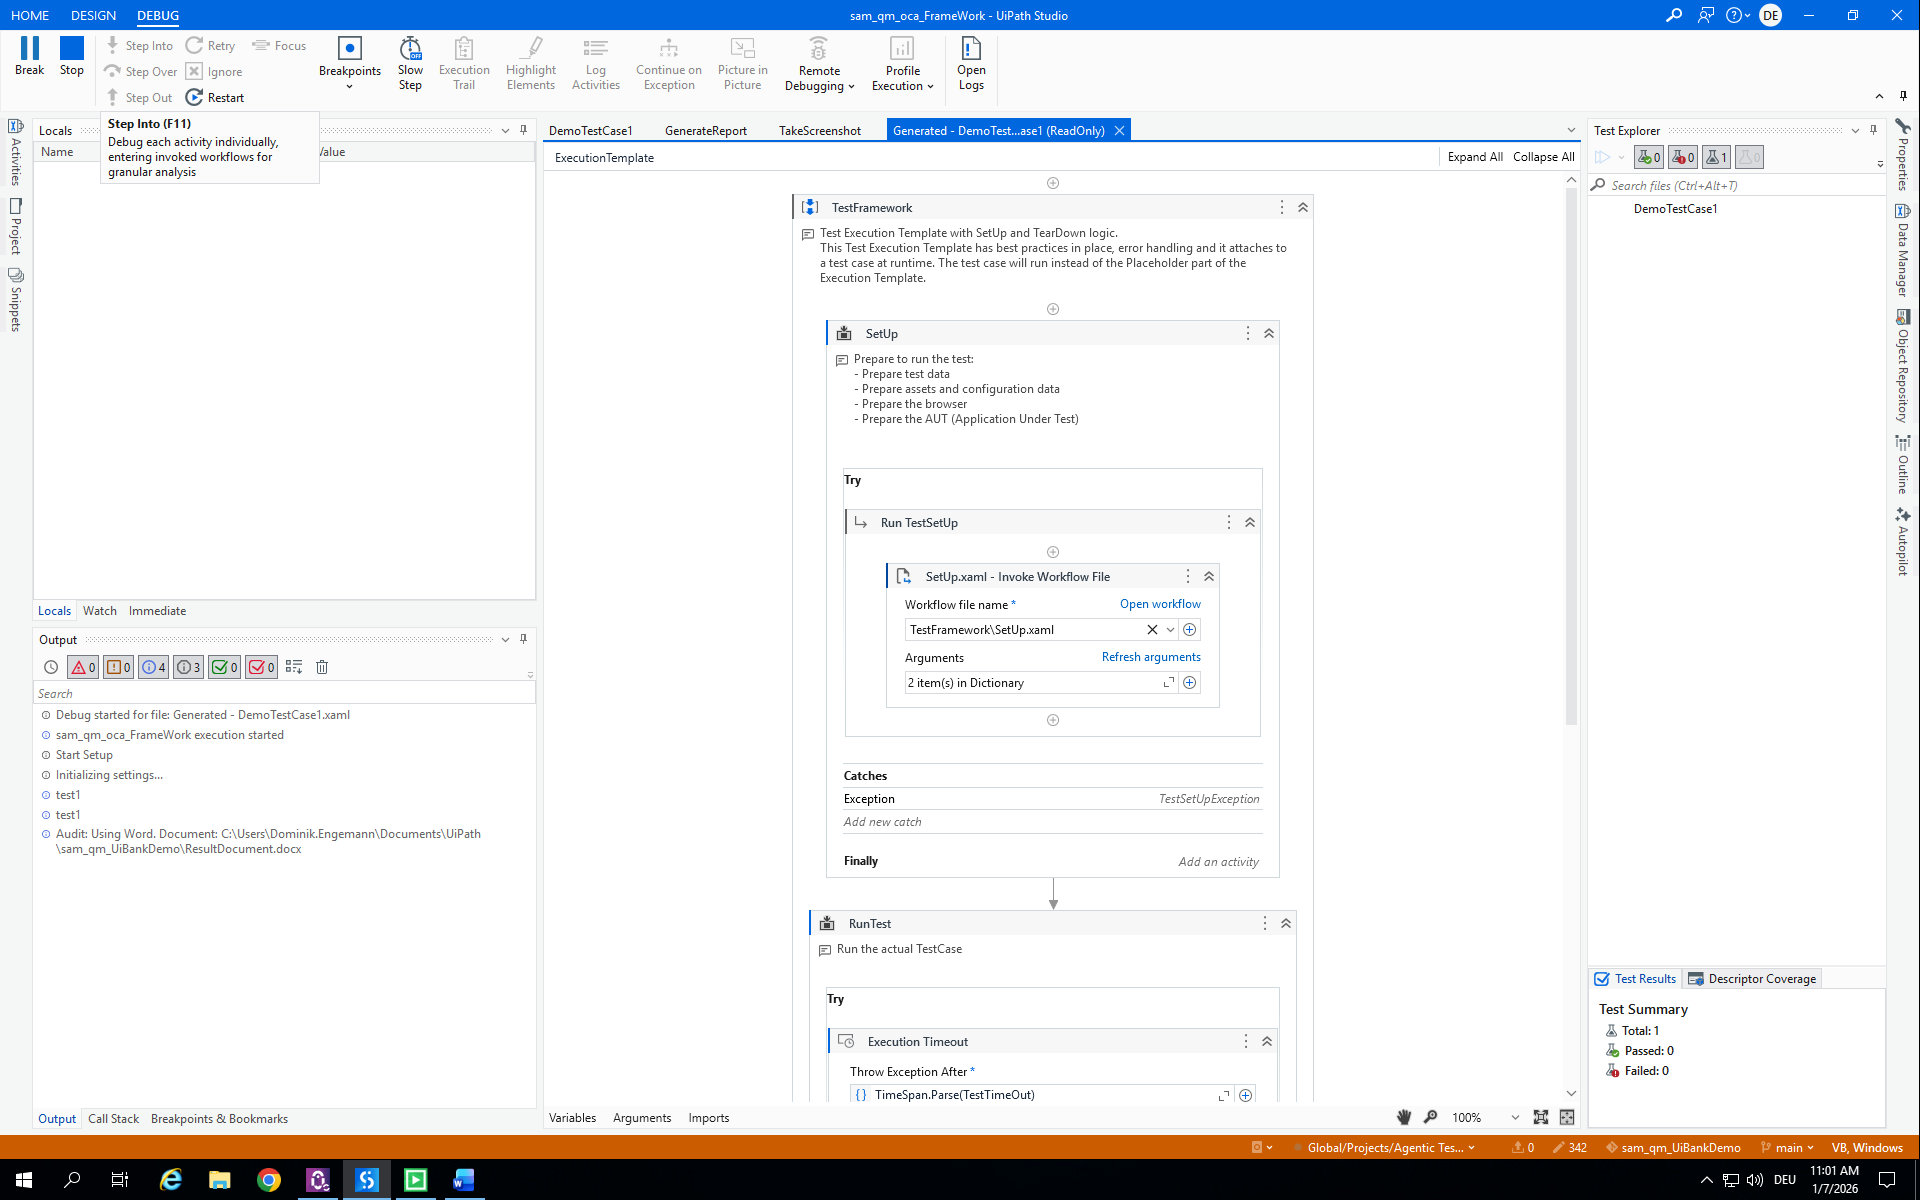 HOME DESIGN DEBUG
sam_qm_oca_FrameWork - UiPath Studio
DE
Break
Stop
Step Into
Step Over
Step Out
Retry
Ignore
Restart
Focus
Breakpoints
Slow Step
Execution Trail
Highlight Elements
Log Activities
Continue on Exception
Picture in Picture
Remote Debugging
Profile Execution
Open Logs
Step Into (F11)
Debug each activity individually,
entering invoked workflows for
granular analysis
Activities
Project
Snippets
Locals
Name
alue
Locals Watch Immediate
Output
0 0 4 3 0 0
Search
Debug started for file: Generated - DemoTestCase1.xaml
sam_qm_oca_FrameWork execution started
Start Setup
Initializing settings...
test1
test1
Audit: Using Word. Document: C:\Users\Dominik.Engemann\Documents\UiPath
\sam_qm_UiBankDemo\ResultDocument.docx
Output Call Stack Breakpoints & Bookmarks
DemoTestCase1 GenerateReport TakeScreenshot Generated - DemoTest...ase1 (ReadOnly)
ExecutionTemplate
Expand All Collapse All
TestFramework
Test Execution Template with SetUp and TearDown logic.
This Test Execution Template has best practices in place, error handling and it attaches to
a test case at runtime. The test case will run instead of the Placeholder part of the
Execution Template.
SetUp
Prepare to run the test:
- Prepare test data
- Prepare assets and configuration data
- Prepare the browser
- Prepare the AUT (Application Under Test)
Try
Run TestSetUp
SetUp.xaml - Invoke Workflow File
Workflow file name * Open workflow
TestFramework\SetUp.xaml
Arguments Refresh arguments
2 item(s) in Dictionary
Catches
Exception TestSetUpException
Add new catch
Finally Add an activity
RunTest
Run the actual TestCase
Try
Execution Timeout
Throw Exception After *
{} TimeSpan.Parse(TestTimeOut)
Variables Arguments Imports
100%
Test Explorer
0 0 1 0
Search files (Ctrl+Alt+T)
DemoTestCase1
Test Results Descriptor Coverage
Test Summary
Total: 1
Passed: 0
Failed: 0
Properties
Data Manager
Object Repository
Outline
Autopilot
Global/Projects/Agentic Tes... 0 342 sam_qm_UiBankDemo main VB, Windows
DEU
11:01 AM
1/7/2026